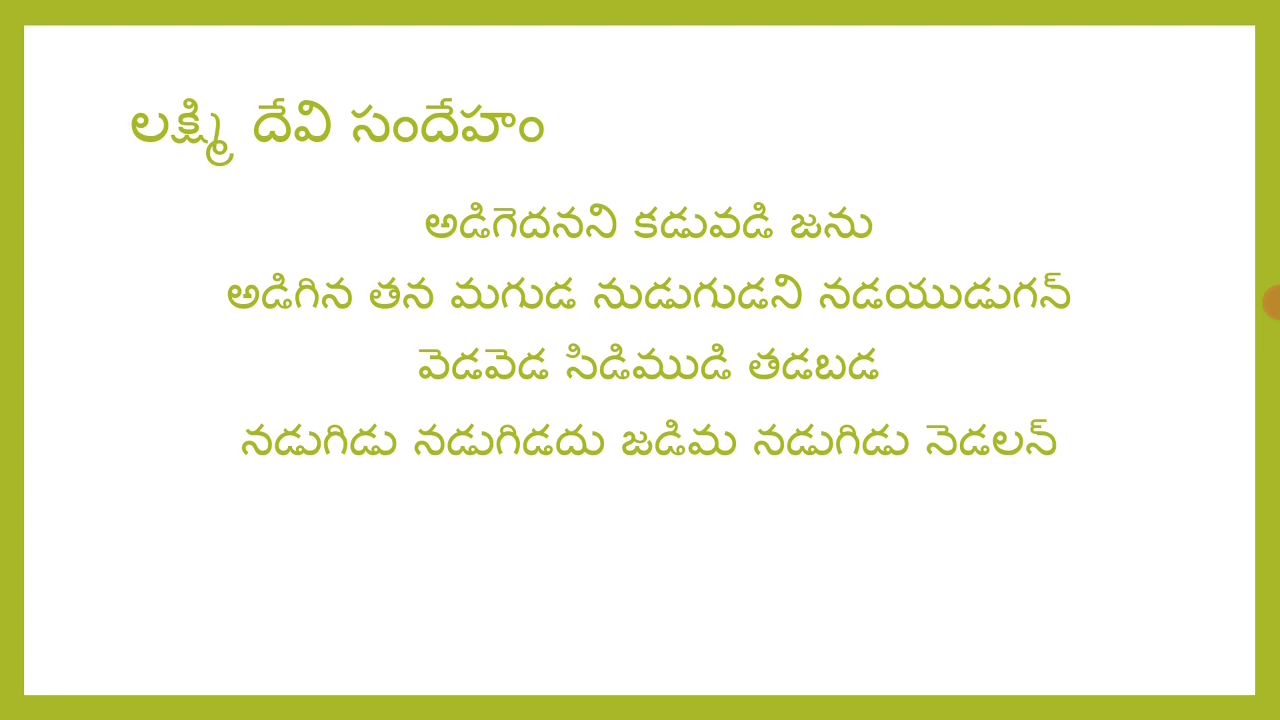 లక్ష్మి దేవి సందేహం
అడిగెదనని కడువడి జను
అడిగిన తన మగుడ నుడుగుడని నడయుడుగన్
వెడవెడ సిడిముడి తడబడ
నడుగిడు నడుగిడదు జడిమ నడుగిడు నెడలన్